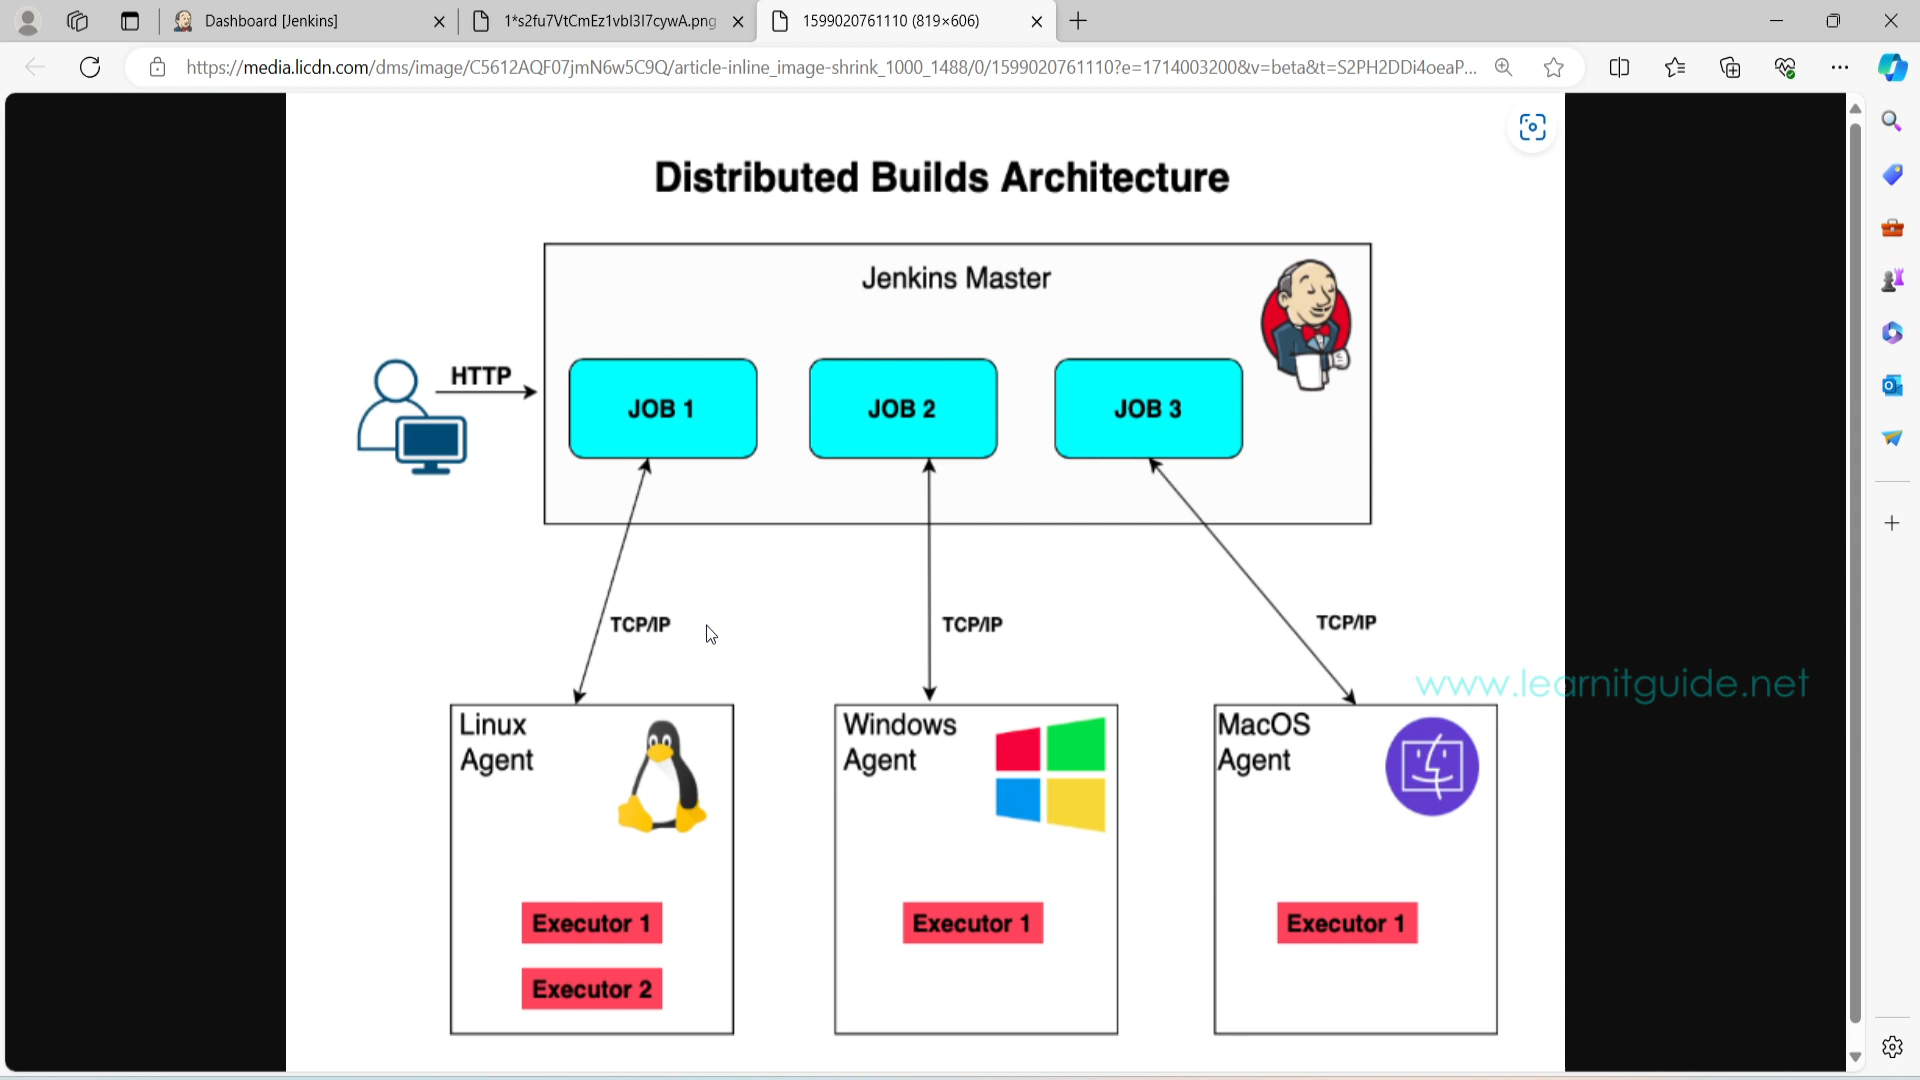 Dashboard [Jenkins]
1*s2fu7VtCmEz1vbl3I7cywA.png
1599020761110 (819×606)
https://media.licdn.com/dms/image/C5612AQF07jmN6w5C9Q/article-inline_image-shrink_1000_1488/0/1599020761110?e=1714003200&v=beta&t=S2PH2DDi4oeaP...
Distributed Builds Architecture
Jenkins Master
HTTP
JOB 1
JOB 2
JOB 3
TCP/IP
TCP/IP
TCP/IP
www.learnitguide.net
Linux
Agent
Windows
Agent
MacOS
Agent
Executor 1
Executor 1
Executor 1
Executor 2